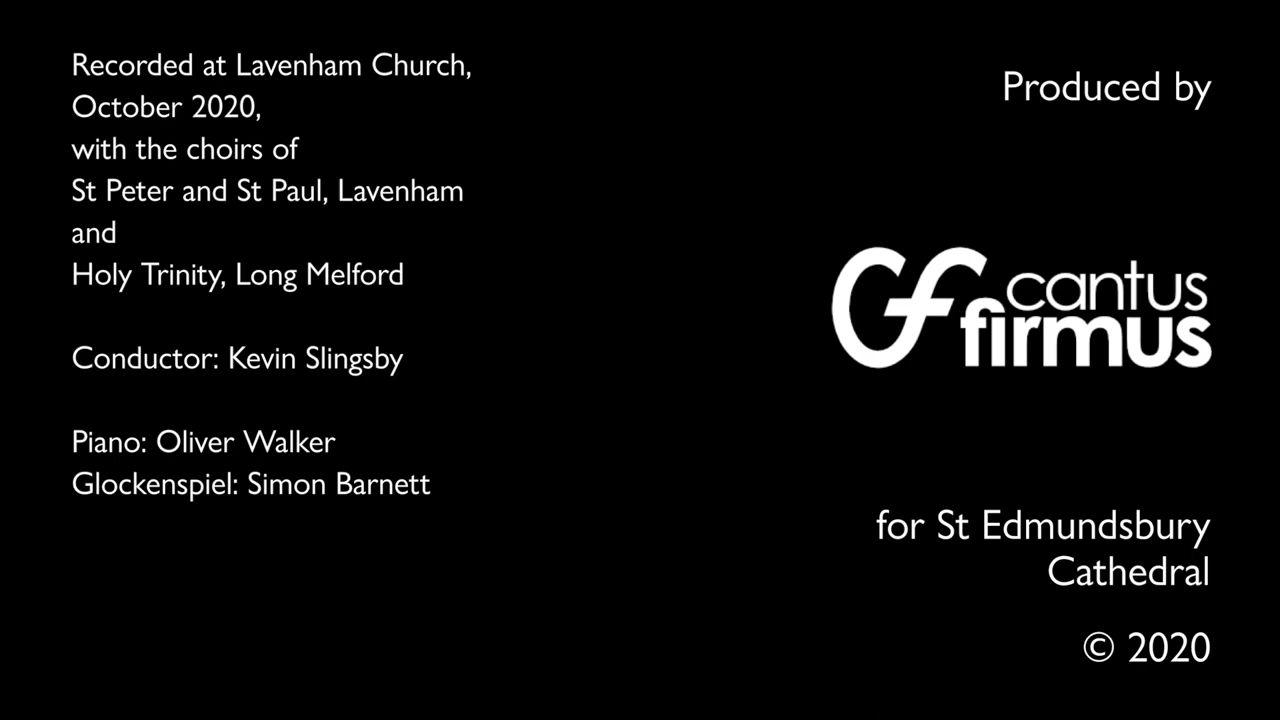 Recorded at Lavenham Church,
October 2020,
with the choirs of
St Peter and St Paul, Lavenham
and
Holy Trinity, Long Melford
Conductor: Kevin Slingsby
Piano: Oliver Walker
Glockenspiel: Simon Barnett
Produced by
cf cantus
firmus
for St Edmundsbury
Cathedral
© 2020